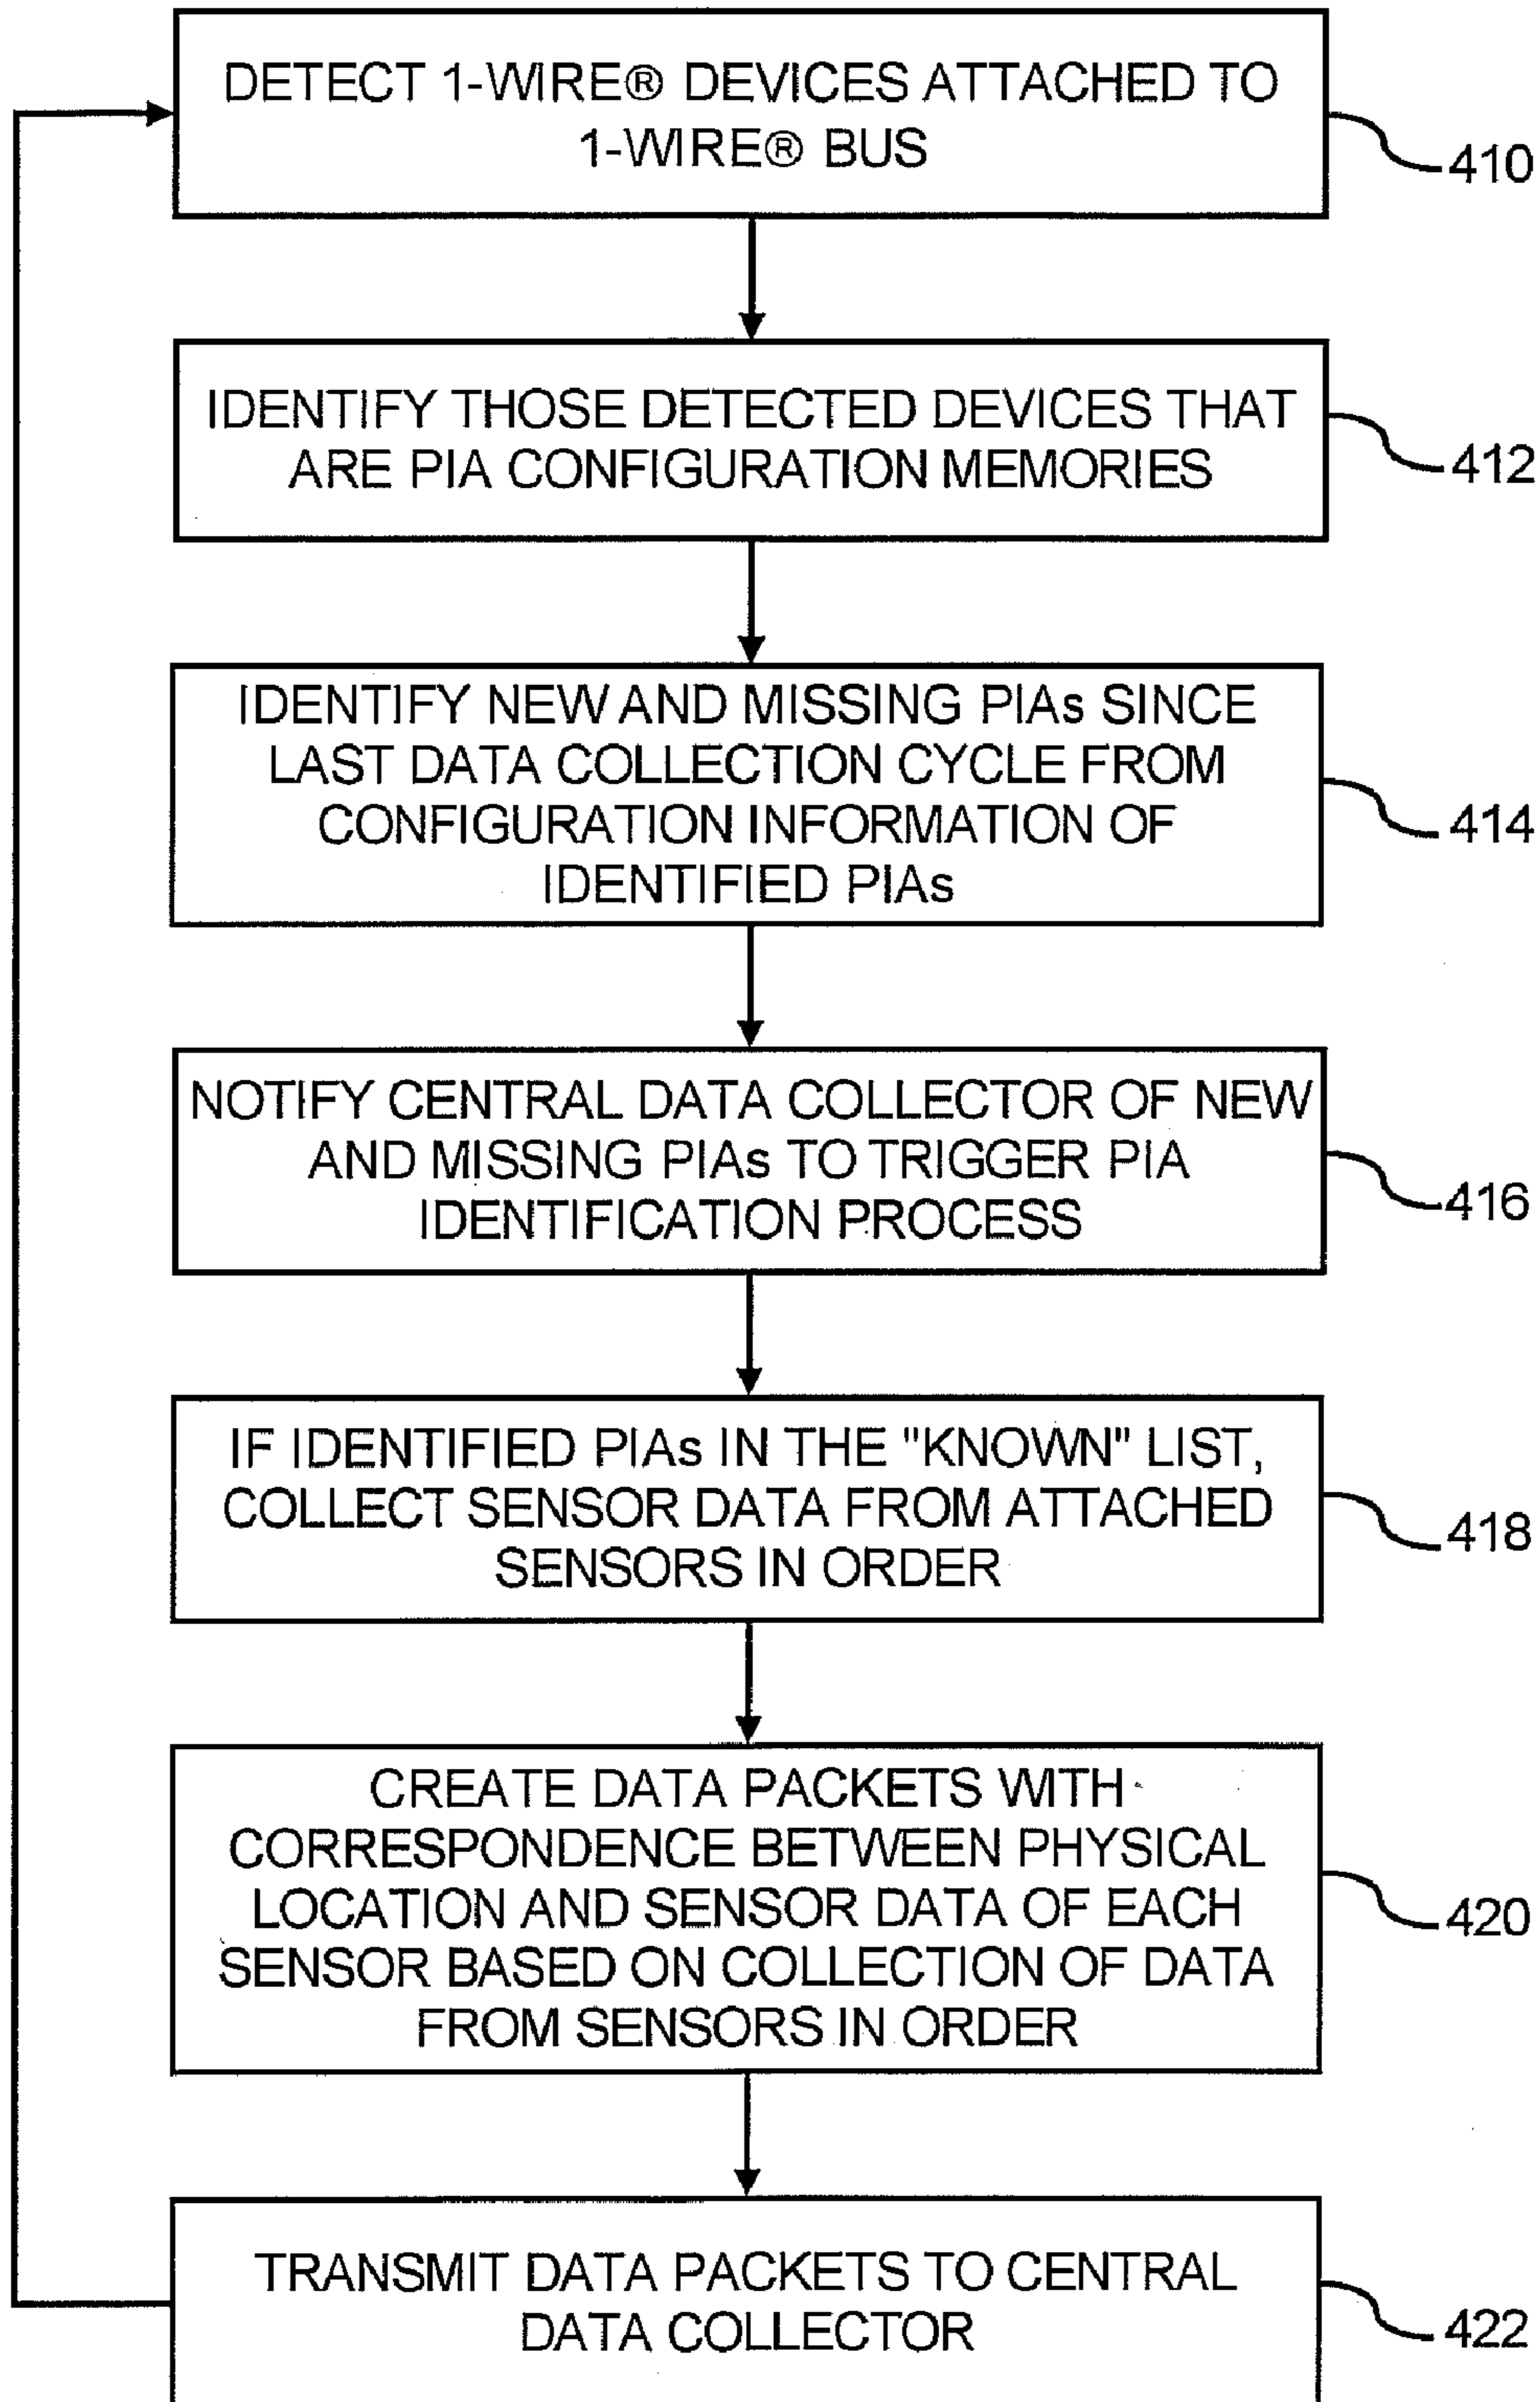 DETECT 1-WIRE® DEVICES ATTACHED TO
1-WIRE® BUS
410
IDENTIFY THOSE DETECTED DEVICES THAT
ARE PIA CONFIGURATION MEMORIES
412
IDENTIFY NEW AND MISSING PIAs SINCE
LAST DATA COLLECTION CYCLE FROM
CONFIGURATION INFORMATION OF
IDENTIFIED PIAs
414
NOTIFY CENTRAL DATA COLLECTOR OF NEW
AND MISSING PIAs TO TRIGGER PIA
IDENTIFICATION PROCESS
416
IF IDENTIFIED PIAs IN THE "KNOWN" LIST,
COLLECT SENSOR DATA FROM ATTACHED
SENSORS IN ORDER
418
CREATE DATA PACKETS WITH
CORRESPONDENCE BETWEEN PHYSICAL
LOCATION AND SENSOR DATA OF EACH
SENSOR BASED ON COLLECTION OF DATA
FROM SENSORS IN ORDER
420
TRANSMIT DATA PACKETS TO CENTRAL
DATA COLLECTOR
422